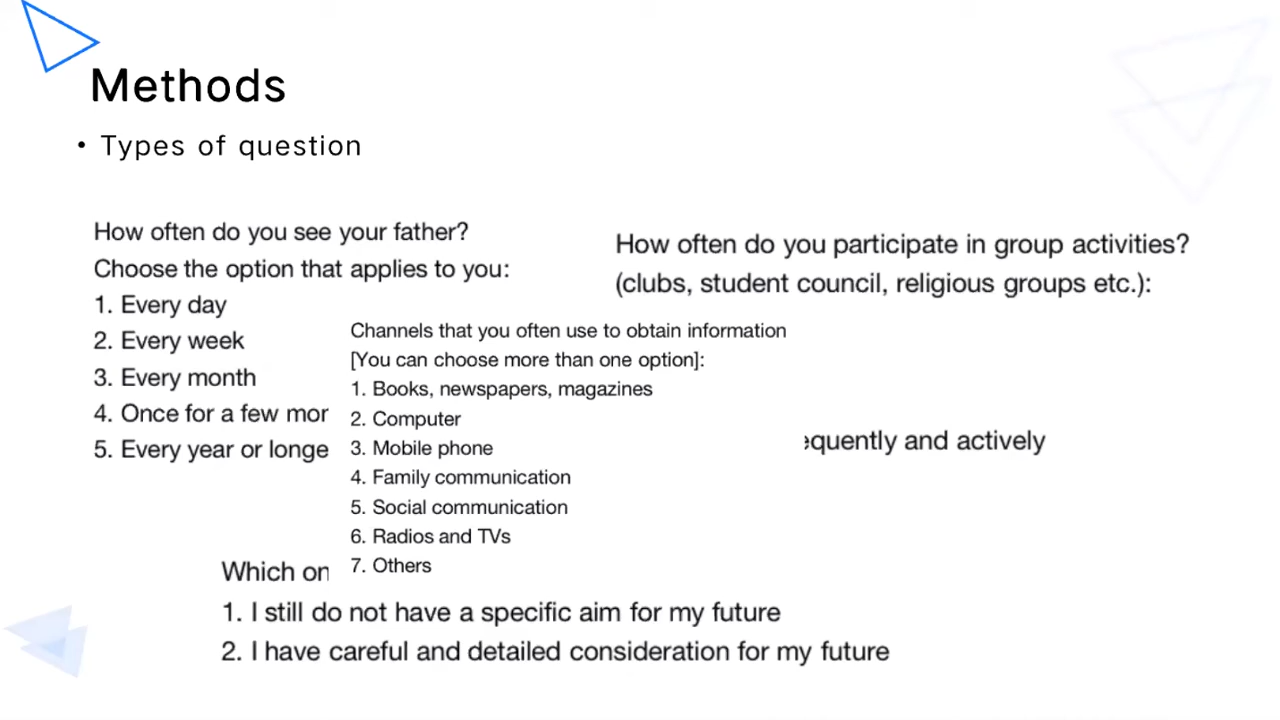 Methods
• Types of question
How often do you see your father?
Choose the option that applies to you:
1. Every day
2. Every week
3. Every month
4. Once for a few
5. Every year or
How often do you participate in group activities?
(clubs, student council, religious groups etc.):
and actively
Channels that you often use to obtain information
[You can choose more than one option]:
1. Books, newspapers, magazines
2. Computer
3. Mobile phone
4. Family communication
5. Social communication
6. Radios and TVs
7. Others
Which
1. I still do not have a specific aim for my future
2. I have careful and detailed consideration for my future